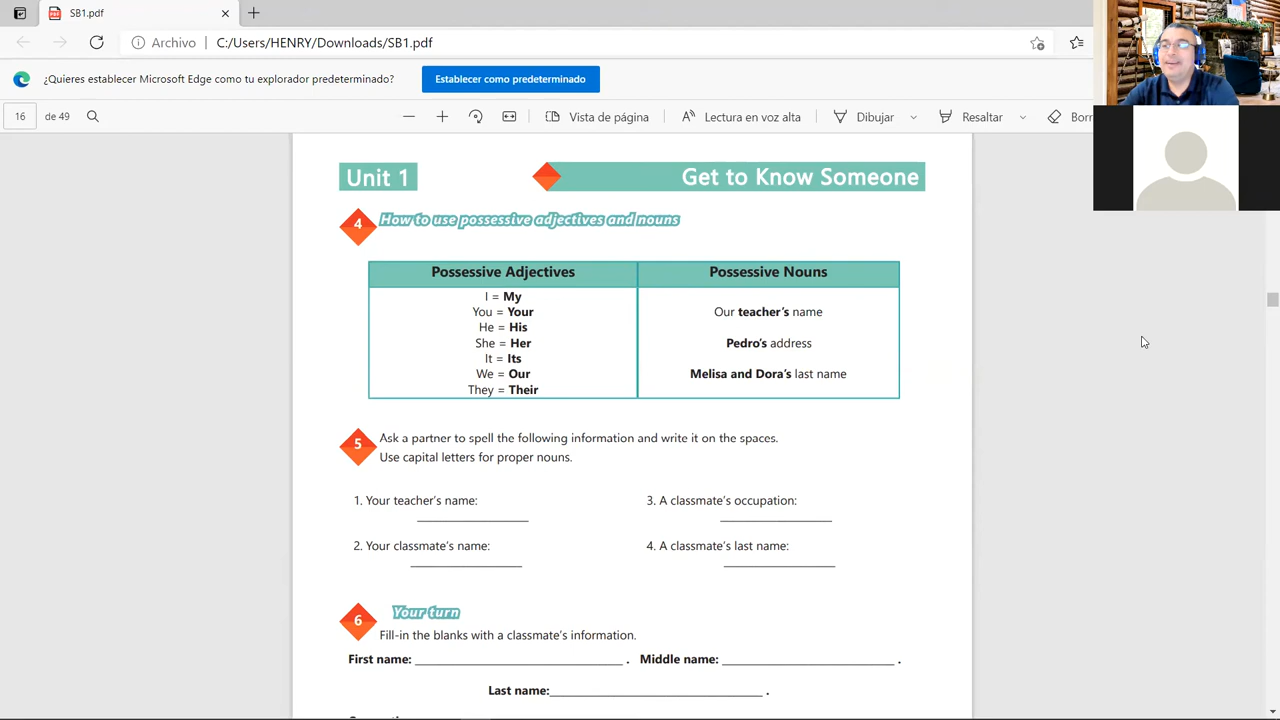 SB1.pdf
Archivo
C:/Users/HENRY/Downloads/SB1.pdf
¿Quieres establecer Microsoft Edge como tu explorador predeterminado?
Establecer como predeterminado
16 de 49
Vista de página
Lectura en voz alta
Dibujar
Resaltar
Borr
Unit 1
Get to Know Someone
4 How to use possessive adjectives and nouns
Possessive Adjectives
I = My
You = Your
He = His
She = Her
It = Its
We = Our
They = Their
Possessive Nouns
Our teacher's name
Pedro's address
Melisa and Dora's last name
5 Ask a partner to spell the following information and write it on the spaces.
Use capital letters for proper nouns.
1. Your teacher's name:
3. A classmate's occupation:
2. Your classmate's name:
4. A classmate's last name:
6 Your turn
Fill-in the blanks with a classmate's information.
First name: ______________________ . Middle name: ______________________ .
Last name:______________________ .